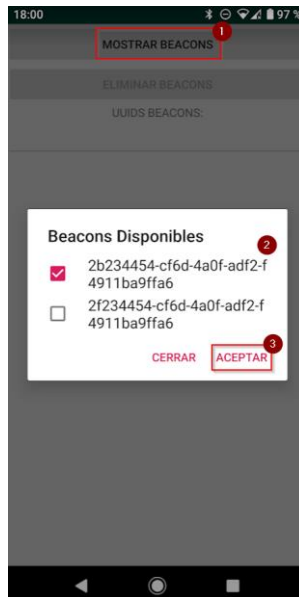 18:00 97 %
1
MOSTRAR BEACONS
ELIMINAR BEACONS
UUIDS BEACONS:
Beacons Disponibles
2
2b234454-cf6d-4a0f-adf2-f
4911ba9ffa6
2f234454-cf6d-4a0f-adf2-f
4911ba9ffa6
3
CERRAR ACEPTAR